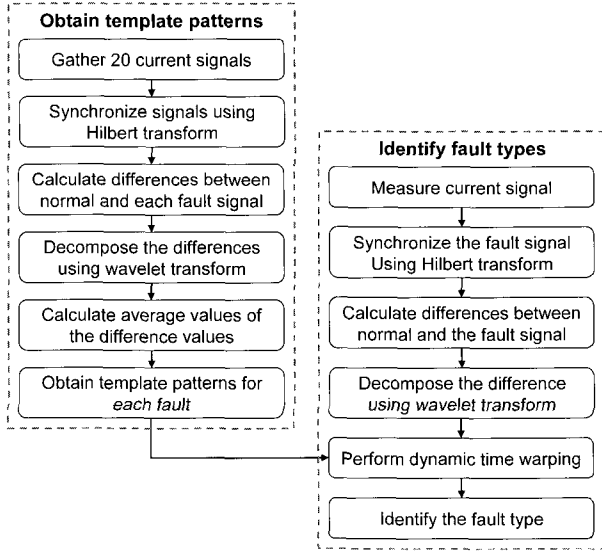 Obtain template patterns
Gather 20 current signals
Synchronize signals using
Hilbert transform
Calculate differences between
normal and each fault signal
Decompose the differences
using wavelet transform
Calculate average values of
the difference values
Obtain template patterns for
each fault
Identify fault types
Measure current signal
Synchronize the fault signal
Using Hilbert transform
Calculate differences between
normal and the fault signal
Decompose the difference
using wavelet transform
Perform dynamic time warping
Identify the fault type